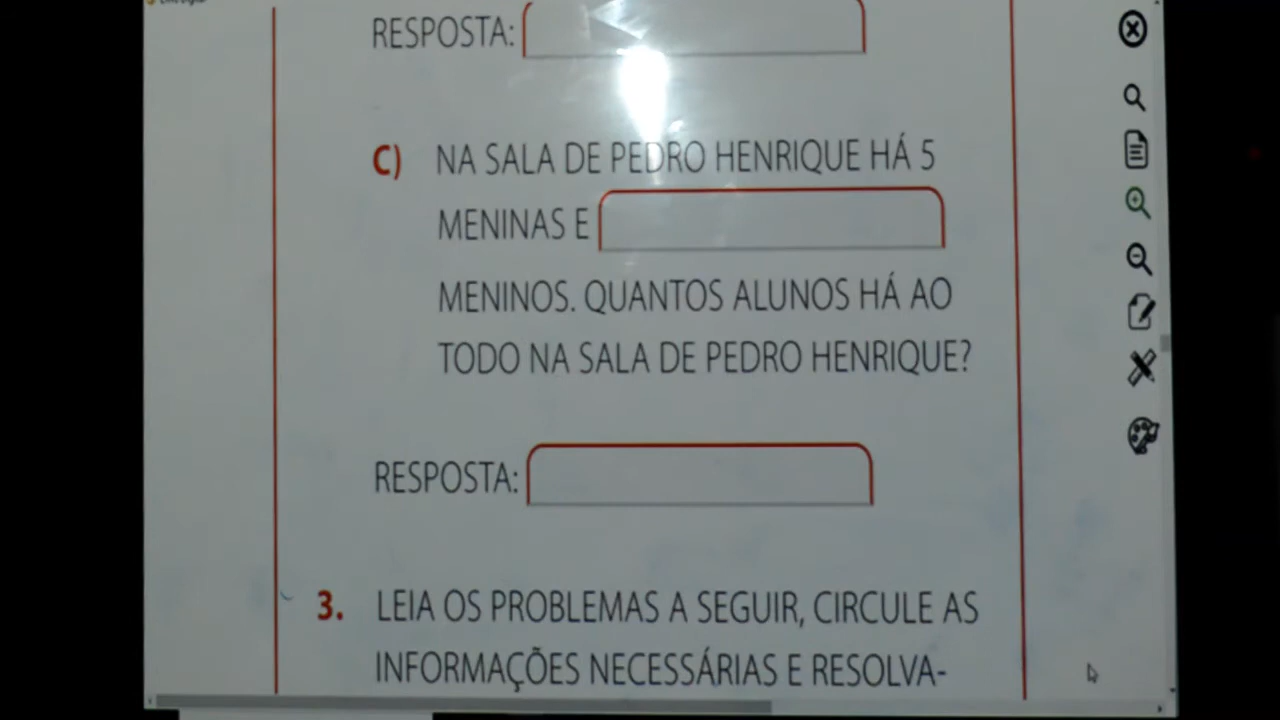 RESPOSTA:
C) NA SALA DE PEDRO HENRIQUE HÁ 5
MENINAS E
MENINOS. QUANTOS ALUNOS HÁ AO
TODO NA SALA DE PEDRO HENRIQUE?
RESPOSTA:
3. LEIA OS PROBLEMAS A SEGUIR, CIRCULE AS
INFORMAÇÕES NECESSÁRIAS E RESOLVA-